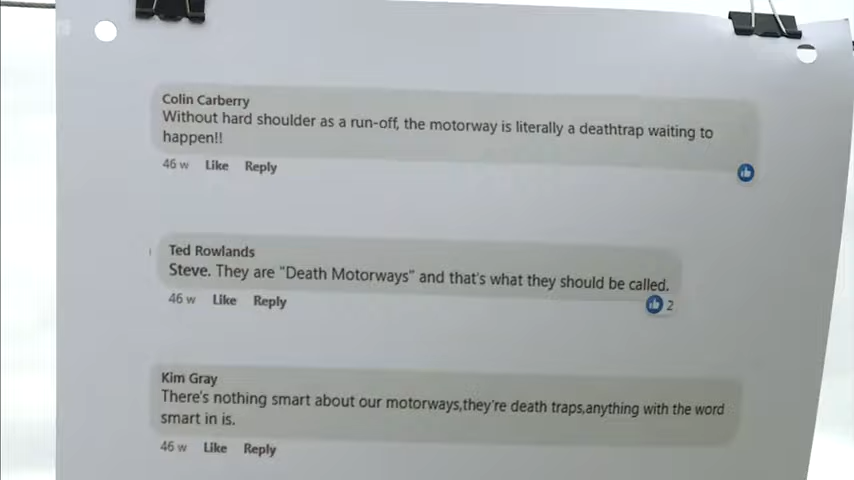 Colin Carberry
Without hard shoulder as a run-off, the motorway is literally a deathtrap waiting to
happen!!
46 w Like Reply
Ted Rowlands
Steve. They are "Death Motorways" and that's what they should be called.
46 w Like Reply 2
Kim Gray
There's nothing smart about our motorways,they're death traps,anything with the word
smart in is.
46 w Like Reply